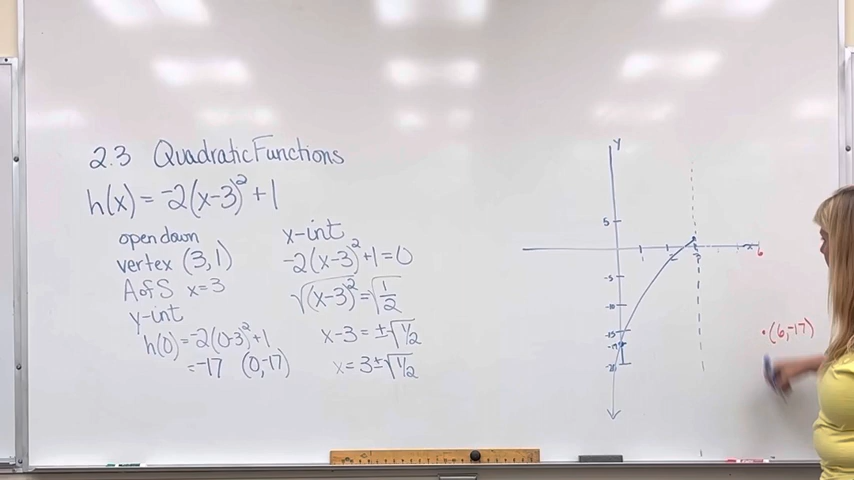 2.3 Quadratic Functions
h(x) = -2(x-3)² + 1
open down
vertex (3,1)
A of S x=3
y-int
h(0) = -2(0-3)² + 1
= -17 (0,-17)
x-int
-2(x-3)² + 1 = 0
√(x-3)² = √1/2
x-3 = ±√1/2
x = 3 ± √1/2
y
5
1 2 3 6
-5
-10
-15
-17
-20
(6,-17)